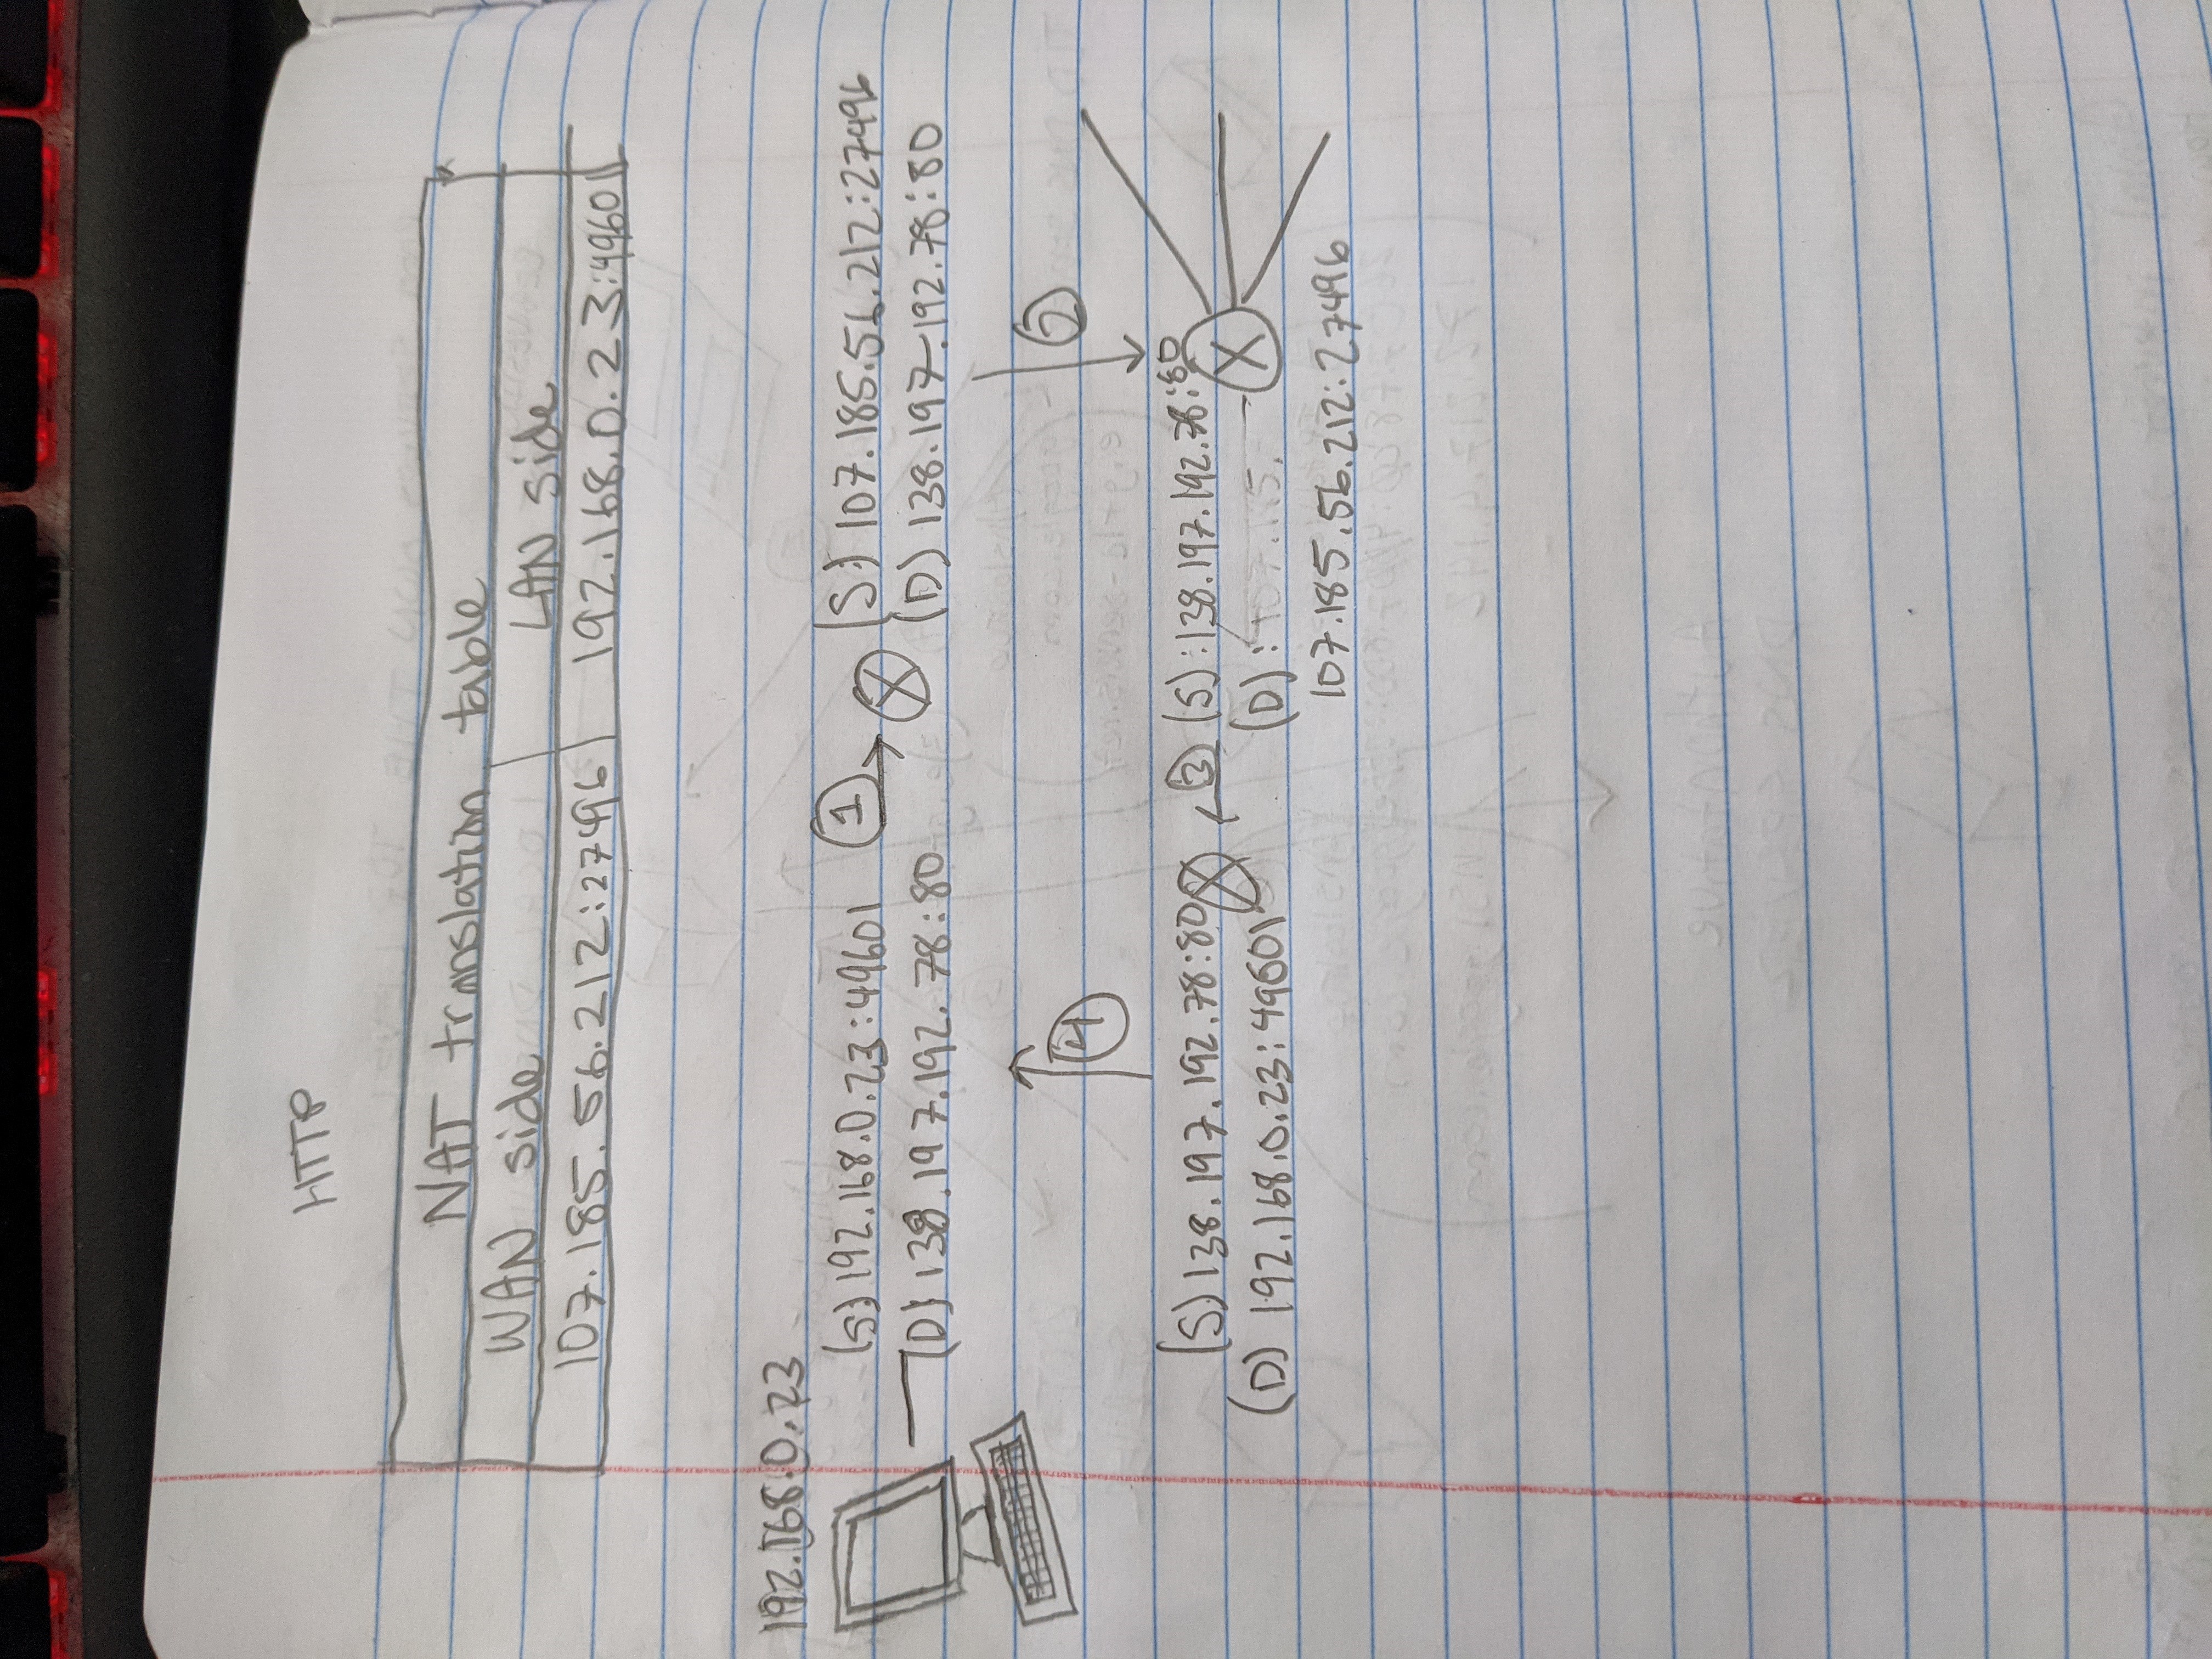 HTTP
NAT translation table
WAN side LAN side
107.185.56.212:27496 192.168.0.23:49601
192.168.0.23
(S) 192.168.0.23:49601 1 (S) 107.185.56.212:27496
(D) 138.197.192.78:80 (D) 138.197.192.78:80
4 2
(S) 138.197.192.78:80 3 (S):138.197.192.78:80
(D) 192.168.0.23:49601 (D):
107.185.56.212:27496